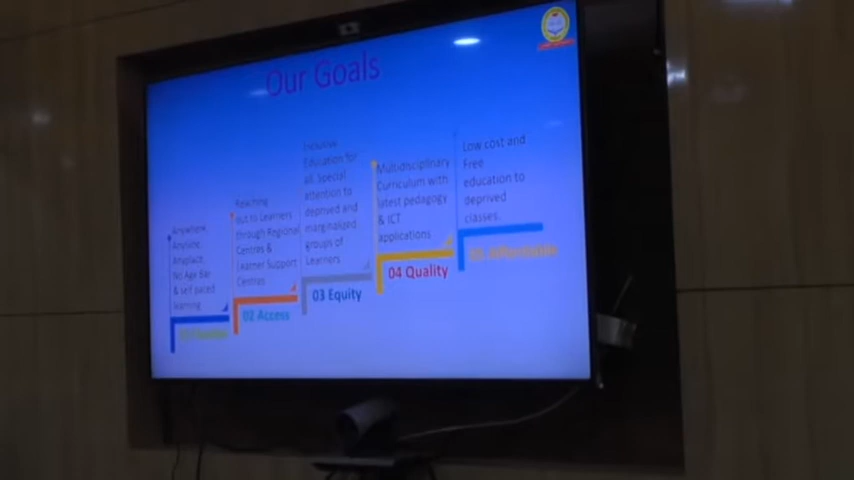 Our Goals
Anywhere,
Anytime,
No Age Bar
& self paced
learning
Reaching
out to Learners
through Regional
Centres &
Learner Support
Centres
02 Access
Inclusive
Education for
all. Special
attention to
deprived and
marginalized
groups of
Learners
03 Equity
Multidisciplinary
Curriculum with
latest pedagogy
& ICT
applications
04 Quality
Low cost and
Free
education to
deprived
classes.